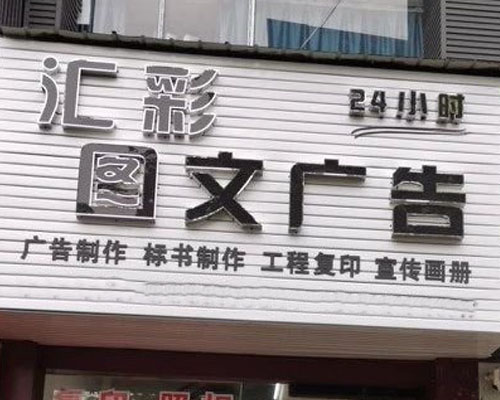 汇彩
24小时
图文广告
广告制作 标书制作 工程复印 宣传画册